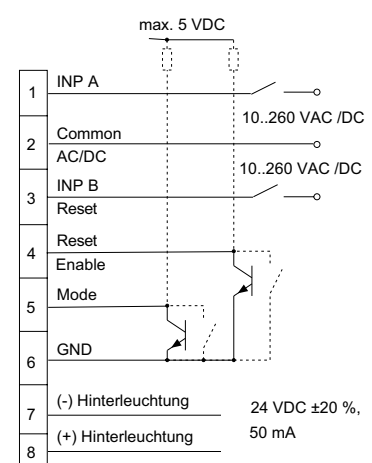 max. 5 VDC
1
INP A
10..260 VAC /DC
2
Common
AC/DC
10..260 VAC /DC
3
INP B
Reset
4
Reset
Enable
5
Mode
6
GND
7
(-) Hinterleuchtung
24 VDC ±20 %,
8
(+) Hinterleuchtung
50 mA